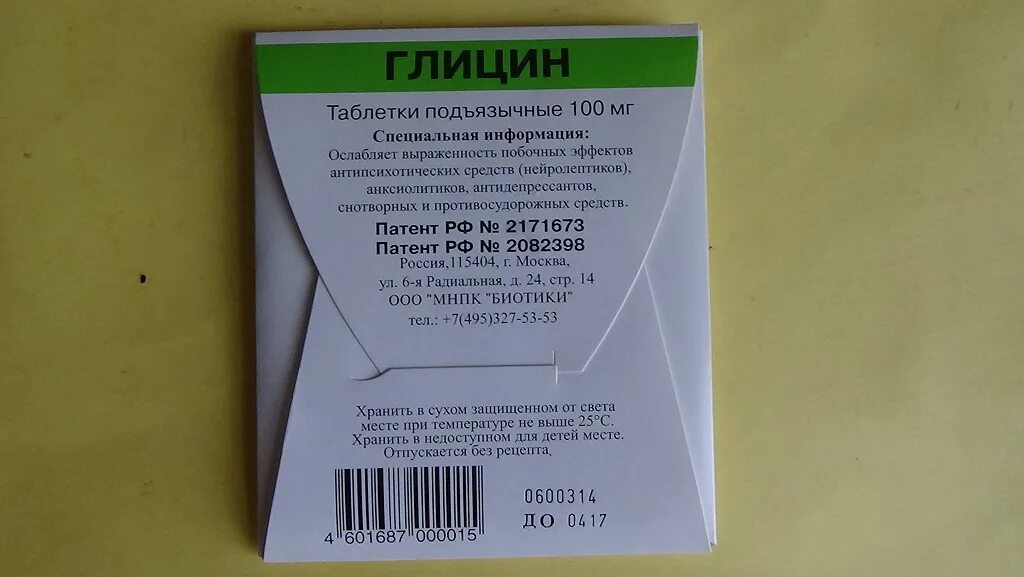 ГЛИЦИН
Таблетки подъязычные 100 мг
Специальная информация:
Ослабляет выраженность побочных эффектов
антипсихотических средств (нейролептиков),
анксиолитиков, антидепрессантов,
снотворных и противосудорожных средств.
Патент РФ № 2171673
Патент РФ № 2082398
Россия,115404, г. Москва,
ул. 6-я Радиальная, д. 24, стр. 14
ООО "МНПК "БИОТИКИ"
тел.: +7(495)327-53-53
Хранить в сухом защищенном от света
месте при температуре не выше 25°С.
Хранить в недоступном для детей месте.
Отпускается без рецепта.
4 601687 000015
0600314
ДО 0417